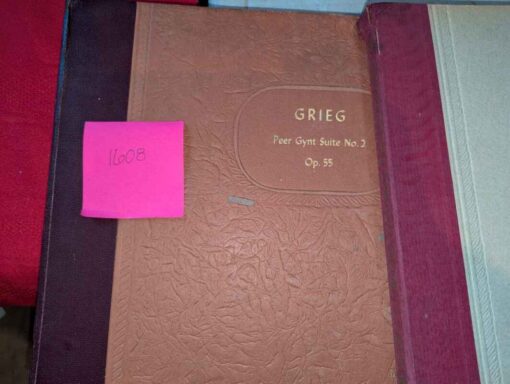 1608
GRIEG
Peer Gynt Suite No. 2
Op. 55